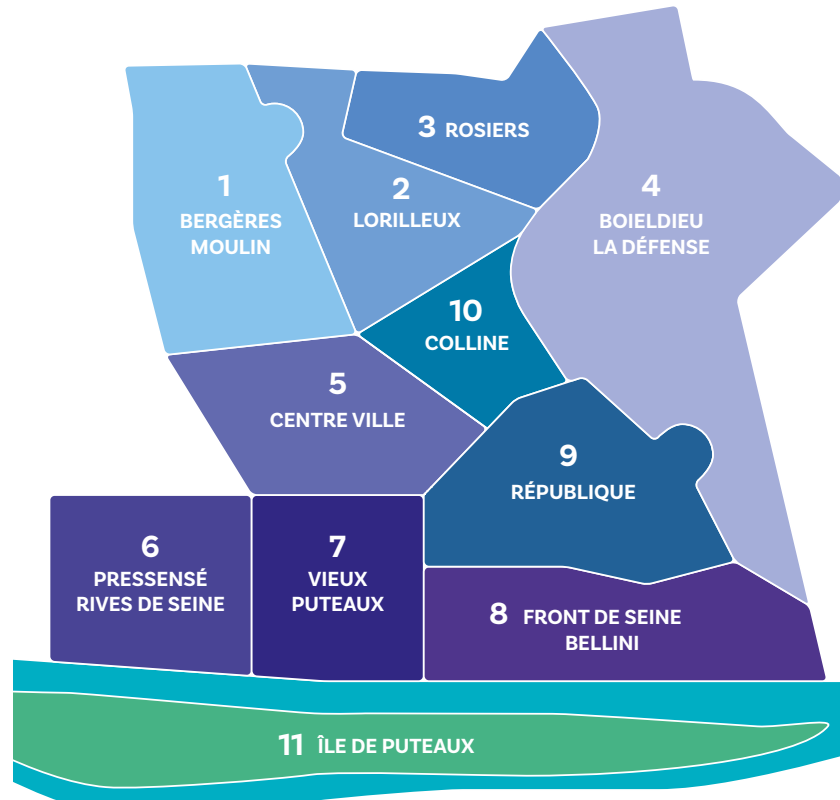 1
BERGÈRES
MOULIN
2
LORILLEUX
3 ROSIERS
4
BOIELDIEU
LA DÉFENSE
10
COLLINE
5
CENTRE VILLE
9
RÉPUBLIQUE
6
PRESSENSÉ
RIVES DE SEINE
7
VIEUX
PUTEAUX
8 FRONT DE SEINE
BELLINI
11 ÎLE DE PUTEAUX